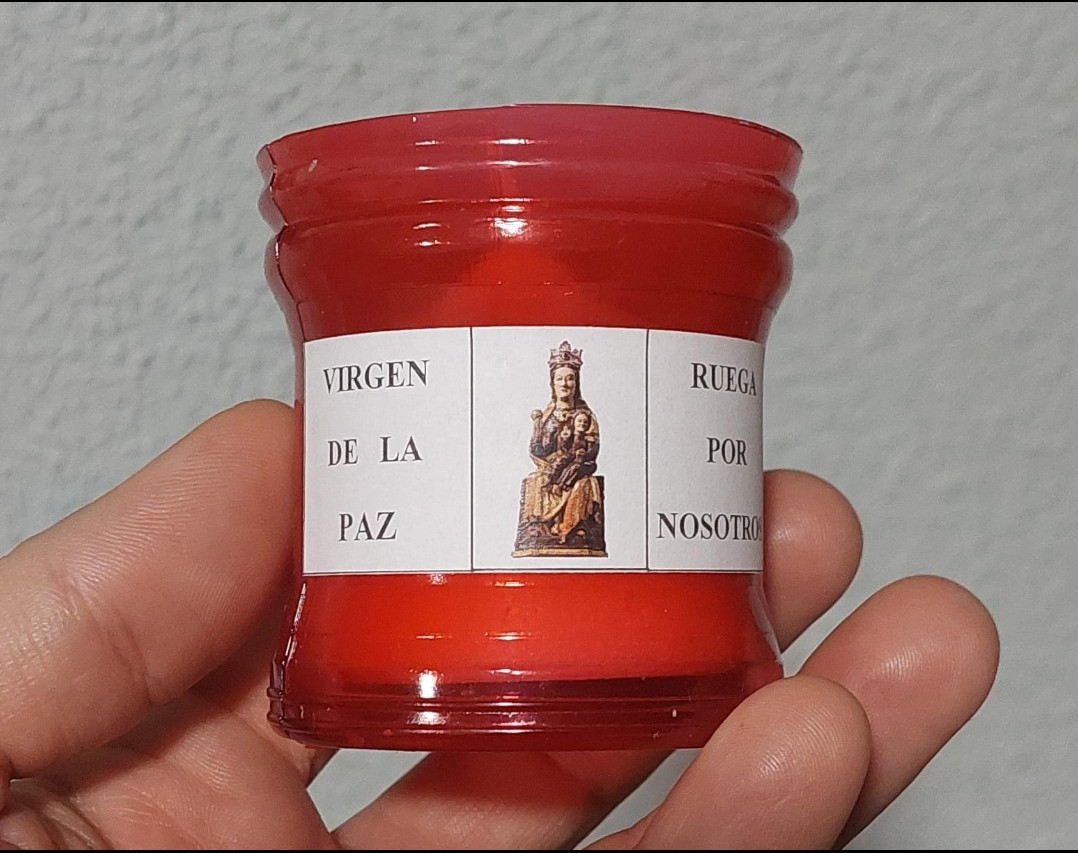 VIRGEN
DE LA
PAZ
RUEGA
POR
NOSOTROS